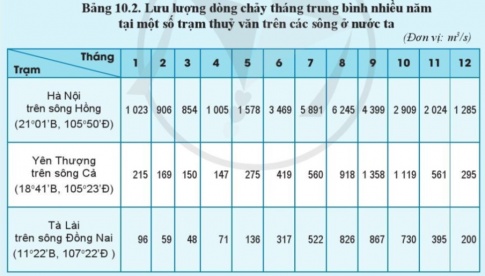 Bảng 10.2. Lưu lượng dòng chảy tháng trung bình nhiều năm
tại một số trạm thuỷ văn trên các sông ở nước ta
(Đơn vị: m³/s)
Tháng
Trạm 1 2 3 4 5 6 7 8 9 10 11 12
Hà Nội
trên sông Hồng 1 023 906 854 1 005 1 578 3 469 5 891 6 245 4 399 2 909 2 024 1 285
(21°01'B, 105°50'Đ)
Yên Thượng
trên sông Cả 215 169 150 147 275 419 560 918 1 358 1 119 561 295
(18°41'B, 105°23'Đ)
Tà Lài
trên sông Đồng Nai 96 59 48 71 136 317 522 826 867 730 395 200
(11°22'B, 107°22'Đ)